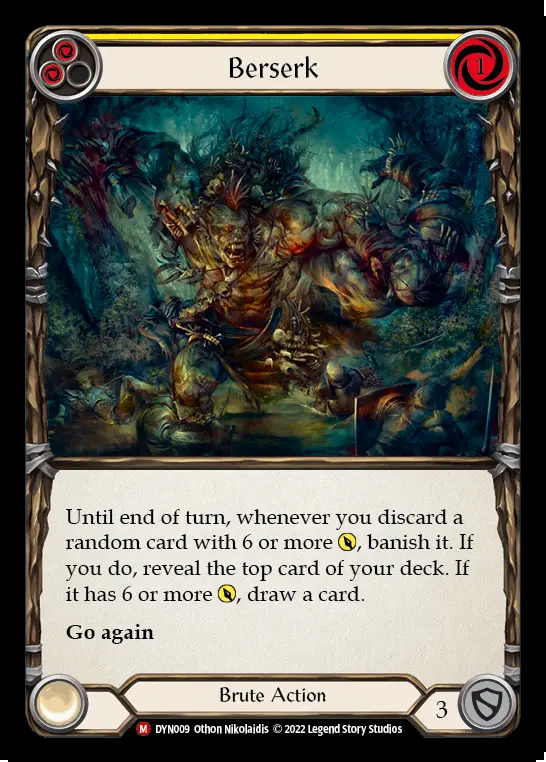 Berserk
1
Until end of turn, whenever you discard a
random card with 6 or more , banish it. If
you do, reveal the top card of your deck. If
it has 6 or more , draw a card.
Go again
Brute Action
3
M DYN009 Othon Nikolaidis © 2022 Legend Story Studios